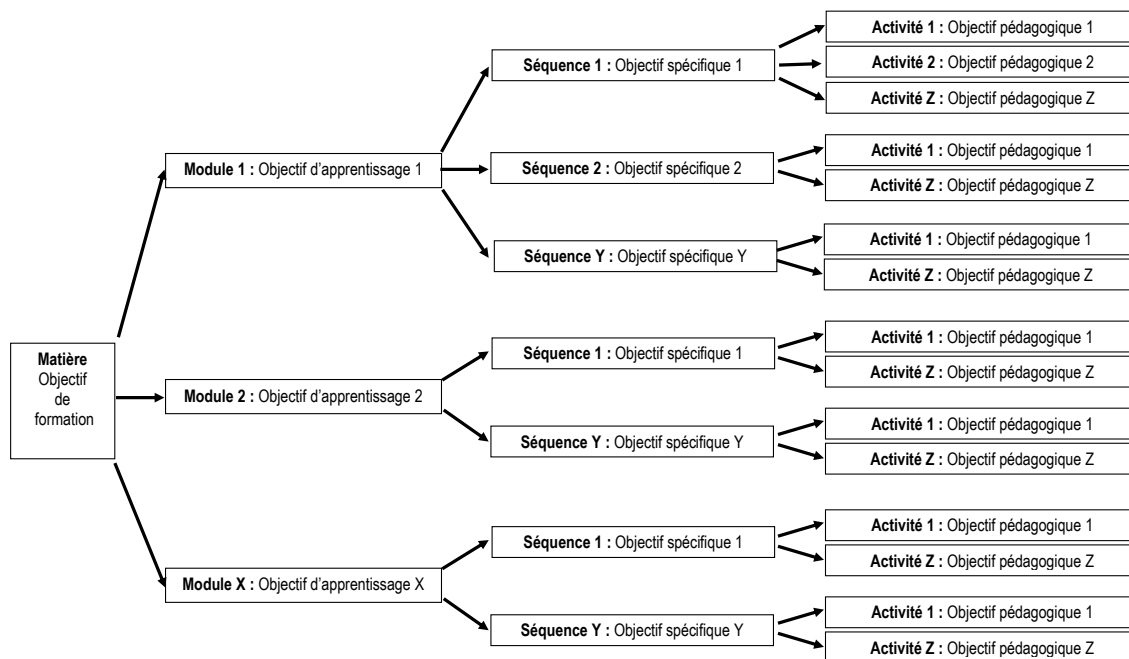 Matière
Objectif
de
formation
Module 1 : Objectif d'apprentissage 1
Séquence 1 : Objectif spécifique 1
Activité 1 : Objectif pédagogique 1
Activité 2 : Objectif pédagogique 2
Activité Z : Objectif pédagogique Z
Séquence 2 : Objectif spécifique 2
Activité 1 : Objectif pédagogique 1
Activité Z : Objectif pédagogique Z
Séquence Y : Objectif spécifique Y
Activité 1 : Objectif pédagogique 1
Activité Z : Objectif pédagogique Z
Module 2 : Objectif d'apprentissage 2
Séquence 1 : Objectif spécifique 1
Activité 1 : Objectif pédagogique 1
Activité Z : Objectif pédagogique Z
Séquence Y : Objectif spécifique Y
Activité 1 : Objectif pédagogique 1
Activité Z : Objectif pédagogique Z
Module X : Objectif d'apprentissage X
Séquence 1 : Objectif spécifique 1
Activité 1 : Objectif pédagogique 1
Activité Z : Objectif pédagogique Z
Séquence Y : Objectif spécifique Y
Activité 1 : Objectif pédagogique 1
Activité Z : Objectif pédagogique Z